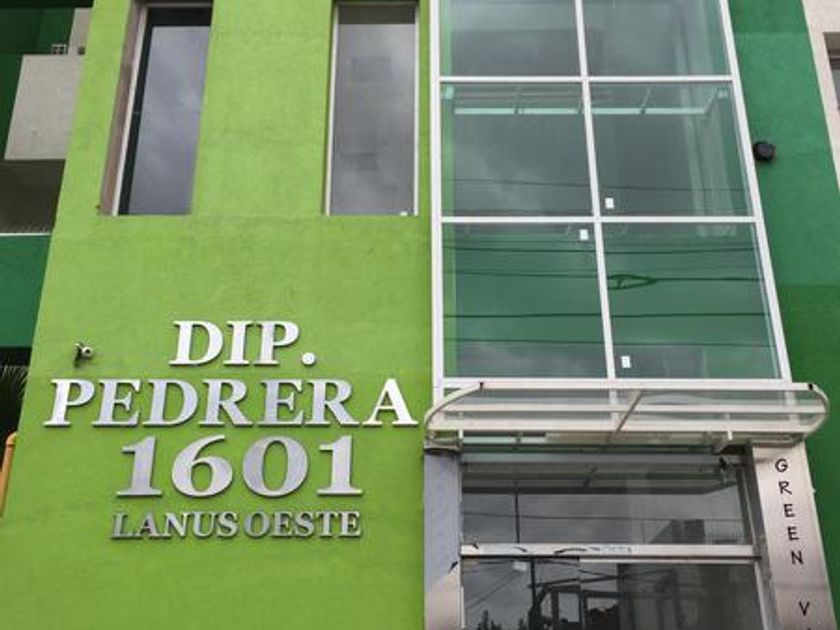 DIP.
PEDRERA
1601
LANUS OESTE
GREEN